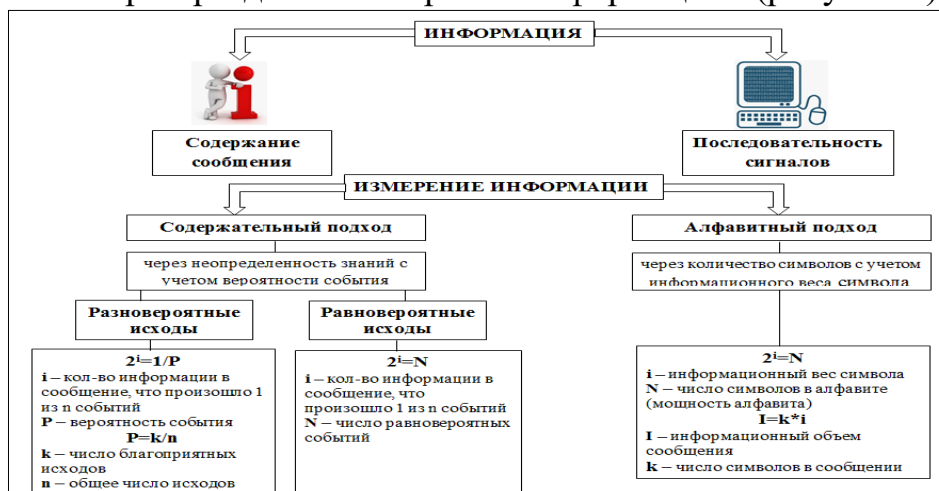 ИНФОРМАЦИЯ
Содержание
сообщения
Последовательность
сигналов
ИЗМЕРЕНИЕ ИНФОРМАЦИИ
Содержательный подход
Алфавитный подход
через неопределенность знаний с
учетом вероятности события
через количество символов с учетом
информационного веса символа
Разновероятные
исходы
Равновероятные
исходы
2ⁱ=1/P
i – кол-во информации в
сообщение, что произошло 1
из n событий
P – вероятность события
P=k/n
k – число благоприятных
исходов
n – общее число исходов
2ⁱ=N
i – кол-во информации в
сообщение, что
произошло 1 из n событий
N – число равновероятных
событий
2ⁱ=N
i – информационный вес символа
N – число символов в алфавите
(мощность алфавита)
I=k*i
I – информационный объем
сообщения
k – число символов в сообщении